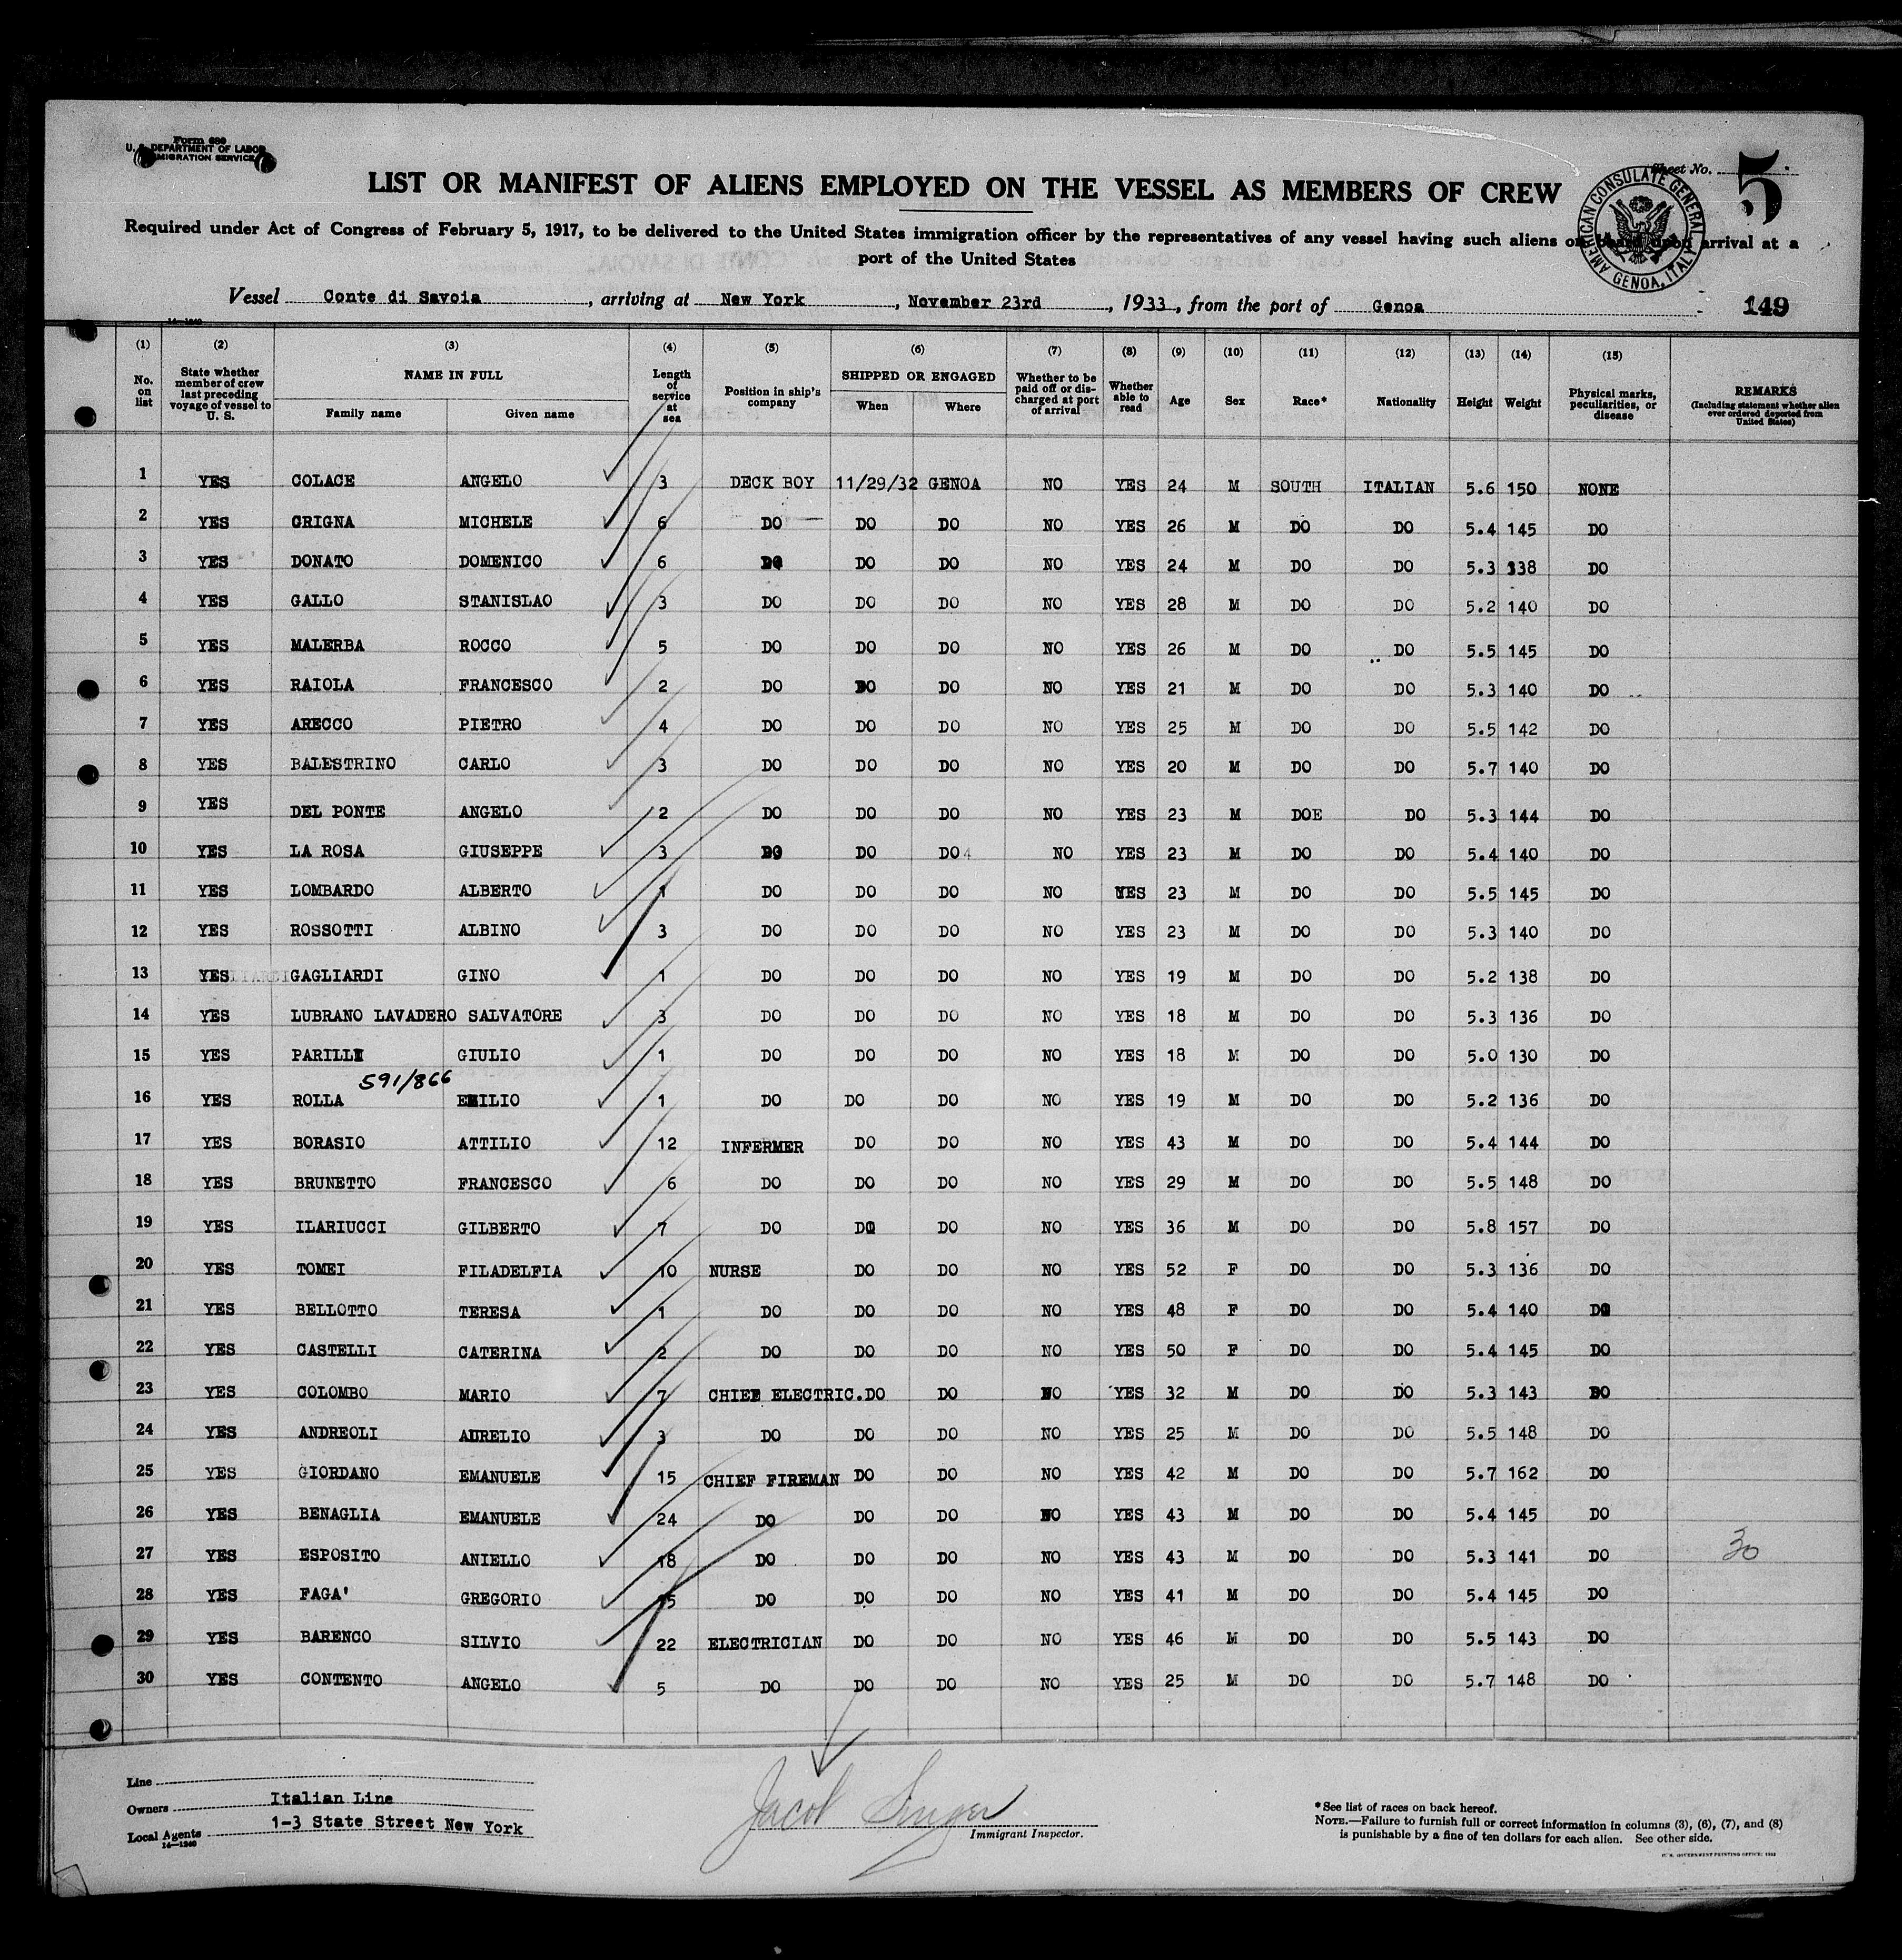 Form 689
U. S. DEPARTMENT OF LABOR
IMMIGRATION SERVICE
Sheet No. 5
LIST OR MANIFEST OF ALIENS EMPLOYED ON THE VESSEL AS MEMBERS OF CREW
AMERICAN CONSULATE GENERAL GENOA, ITALY
Required under Act of Congress of February 5, 1917, to be delivered to the United States immigration officer by the representatives of any vessel having such aliens on board upon arrival at a
port of the United States
Vessel Conte di Savoia, arriving at New York, November 23rd, 1933, from the port of Genoa
149
14—1240
(1) (2) (3) (4) (5) (6) (7) (8) (9) (10) (11) (12) (13) (14) (15)
No. on list State whether member of crew last preceding voyage of vessel to U. S. NAME IN FULL Family name Given name Length of service at sea Position in ship's company SHIPPED OR ENGAGED When Where Whether to be paid off or discharged at port of arrival Whether able to read Age Sex Race* Nationality Height Weight Physical marks, peculiarities, or disease REMARKS (Including statement whether alien ever ordered deported from United States)
1 YES COLACE ANGELO 3 DECK BOY 11/29/32 GENOA NO YES 24 M SOUTH ITALIAN 5.6 150 NONE
2 YES CRIGNA MICHELE 6 DO DO DO NO YES 26 M DO DO 5.4 145 DO
3 YES DONATO DOMENICO 6 DO DO DO NO YES 24 M DO DO 5.3 138 DO
4 YES GALLO STANISLAO 3 DO DO DO NO YES 28 M DO DO 5.2 140 DO
5 YES MALERBA ROCCO 5 DO DO DO NO YES 26 M DO DO 5.5 145 DO
6 YES RAIOLA FRANCESCO 2 DO DO DO NO YES 21 M DO DO 5.3 140 DO
7 YES ARECCO PIETRO 4 DO DO DO NO YES 25 M DO DO 5.5 142 DO
8 YES BALESTRINO CARLO 3 DO DO DO NO YES 20 M DO DO 5.7 140 DO
9 YES DEL PONTE ANGELO 2 DO DO DO NO YES 23 M DOE DO 5.3 144 DO
10 YES LA ROSA GIUSEPPE 3 DO DO DO4 NO YES 23 M DO DO 5.4 140 DO
11 YES LOMBARDO ALBERTO 1 DO DO DO NO YES 23 M DO DO 5.5 145 DO
12 YES ROSSOTTI ALBINO 3 DO DO DO NO YES 23 M DO DO 5.3 140 DO
13 YES GAGLIARDI GINO 1 DO DO DO NO YES 19 M DO DO 5.2 138 DO
14 YES LUBRANO LAVADERO SALVATORE 3 DO DO DO NO YES 18 M DO DO 5.3 136 DO
15 YES PARILLI GIULIO 1 DO DO DO NO YES 18 M DO DO 5.0 130 DO
591/866
16 YES ROLLA EMILIO 1 DO DO DO NO YES 19 M DO DO 5.2 136 DO
17 YES BORASIO ATTILIO 12 INFERMER DO DO NO YES 43 M DO DO 5.4 144 DO
18 YES BRUNETTO FRANCESCO 6 DO DO DO NO YES 29 M DO DO 5.5 148 DO
19 YES ILARIUCCI GILBERTO 7 DO DO DO NO YES 36 M DO DO 5.8 157 DO
20 YES TOMEI FILADELFIA 10 NURSE DO DO NO YES 52 F DO DO 5.3 136 DO
21 YES BELLOTTO TERESA 1 DO DO DO NO YES 48 F DO DO 5.4 140 DO
22 YES CASTELLI CATERINA 2 DO DO DO NO YES 50 F DO DO 5.4 145 DO
23 YES COLOMBO MARIO 7 CHIEF ELECTRIC. DO DO NO YES 32 M DO DO 5.3 143 DO
24 YES ANDREOLI AURELIO 3 DO DO DO NO YES 25 M DO DO 5.5 148 DO
25 YES GIORDANO EMANUELE 15 CHIEF FIREMAN DO DO NO YES 42 M DO DO 5.7 162 DO
26 YES BENAGLIA EMANUELE 24 DO DO DO NO YES 43 M DO DO 5.4 145 DO
27 YES ESPOSITO ANIELLO 18 DO DO DO NO YES 43 M DO DO 5.3 141 DO 30
28 YES FAGA' GREGORIO 15 DO DO DO NO YES 41 M DO DO 5.4 145 DO
29 YES BARENCO SILVIO 22 ELECTRICIAN DO DO NO YES 46 M DO DO 5.5 143 DO
30 YES CONTENTO ANGELO 5 DO DO DO NO YES 25 M DO DO 5.7 148 DO
Line
Owners Italian Line
Local Agents 1-3 State Street New York
14—1240
Jacob Singer
Immigrant Inspector.
*See list of races on back hereof.
NOTE.—Failure to furnish full or correct information in columns (3), (6), (7), and (8)
is punishable by a fine of ten dollars for each alien. See other side.
U. S. GOVERNMENT PRINTING OFFICE: 1933